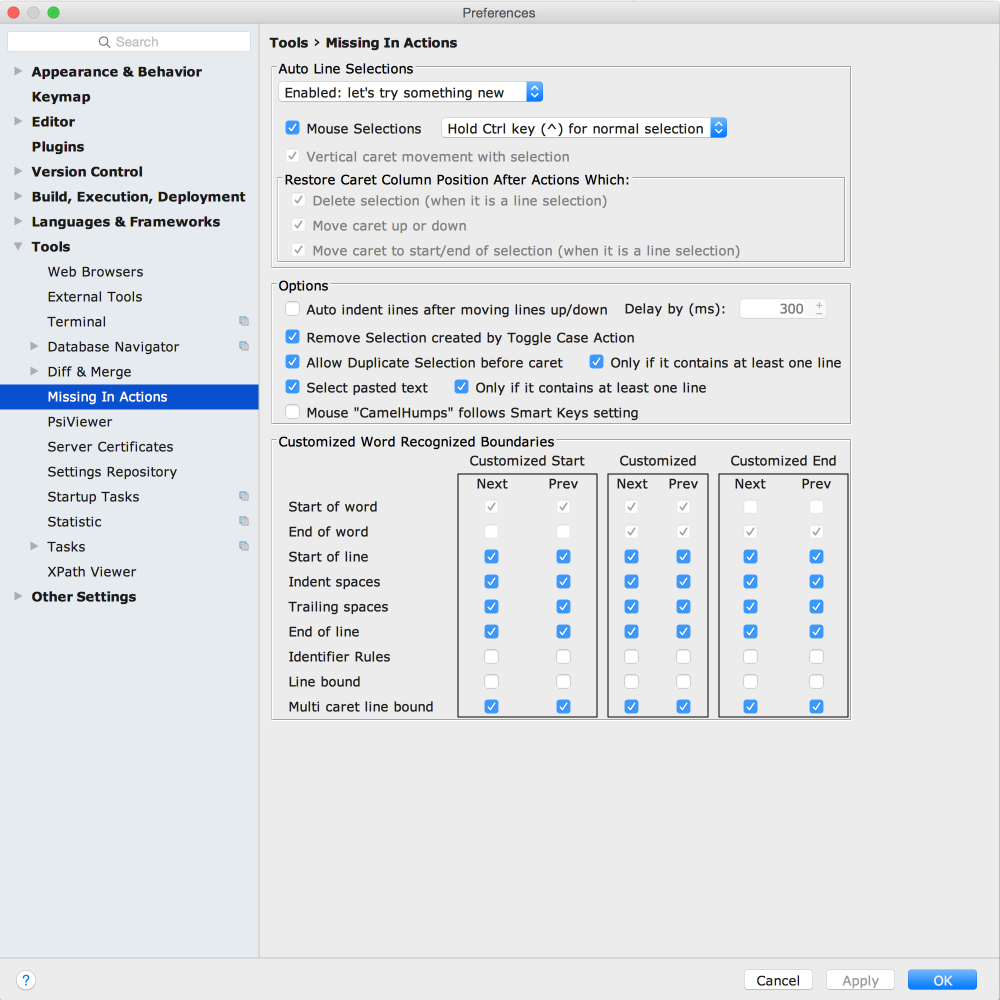 Preferences
Search
Appearance & Behavior
Keymap
Editor
Plugins
Version Control
Build, Execution, Deployment
Languages & Frameworks
Tools
Web Browsers
External Tools
Terminal
Database Navigator
Diff & Merge
Missing In Actions
PsiViewer
Server Certificates
Settings Repository
Startup Tasks
Statistic
Tasks
XPath Viewer
Other Settings
Tools › Missing In Actions
Auto Line Selections
Enabled: let's try something new
Mouse Selections Hold Ctrl key (^) for normal selection
Vertical caret movement with selection
Restore Caret Column Position After Actions Which:
Delete selection (when it is a line selection)
Move caret up or down
Move caret to start/end of selection (when it is a line selection)
Options
Auto indent iines after moving lines up/down Delay by (ms): 300
Remove Selection created by Toggle Case Action
Allow Duplicate Selection before caret Only if it contains at least one line
Select pasted text Only if it contains at least one line
Mouse "CamelHumps" follows Smart Keys setting
Customized Word Recognized Boundaries
Customized Start Customized Customized End
Next Prev Next Prev Next Prev
Start of word
End of word
Start of line
Indent spaces
Trailing spaces
End of line
Identifier Rules
Line bound
Multi caret line bound
? Cancel Apply OK